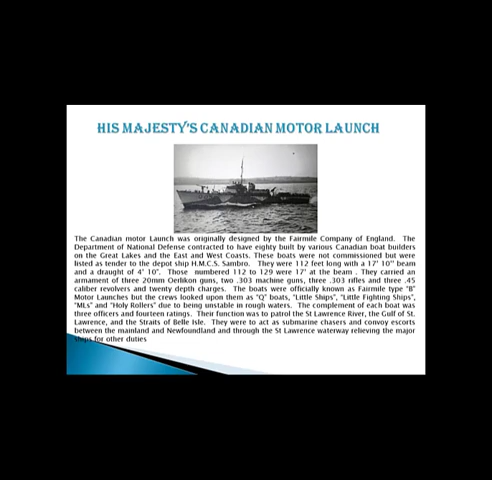 HIS MAJESTY'S CANADIAN MOTOR LAUNCH
The Canadian motor Launch was originally designed by the Fairmile Company of England. The
Department of National Defense contracted to have eighty built by various Canadian boat builders
on the Great Lakes and the East and West Coasts. These boats were not commissioned but were
listed as tender to the depot ship H.M.C.S. Sambro. They were 112 feet long with a 17' 10" beam
and a draught of 4' 10". Those numbered 112 to 129 were 17' at the beam . They carried an
armament of three 20mm Oerlikon guns, two .303 machine guns, three .303 rifles and three .45
caliber revolvers and twenty depth charges. The boats were officially known as Fairmile type "B"
Motor Launches but the crews looked upon them as "Q" boats, "Little Ships", "Little Fighting Ships",
"MLs" and "Holy Rollers" due to being unstable in rough waters. The complement of each boat was
three officers and fourteen ratings. Their function was to patrol the St Lawrence River, the Gulf of St.
Lawrence, and the Straits of Belle Isle. They were to act as submarine chasers and convoy escorts
between the mainland and Newfoundland and through the St Lawrence waterway relieving the major
ships for other duties